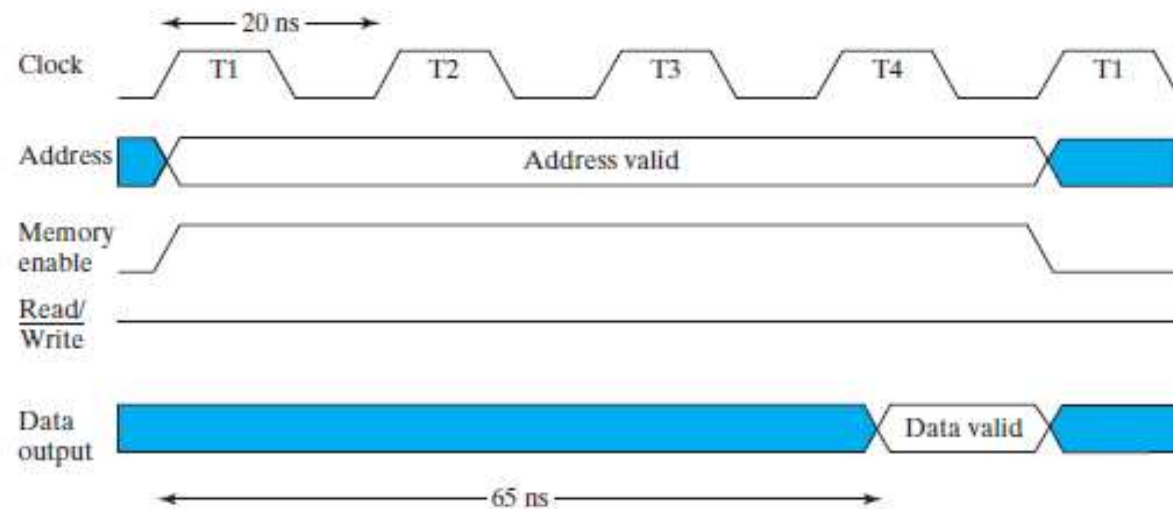 20 ns
Clock T1 T2 T3 T4 T1
Address Address valid
Memory
enable
Read/
Write
Data
output
Data valid
65 ns